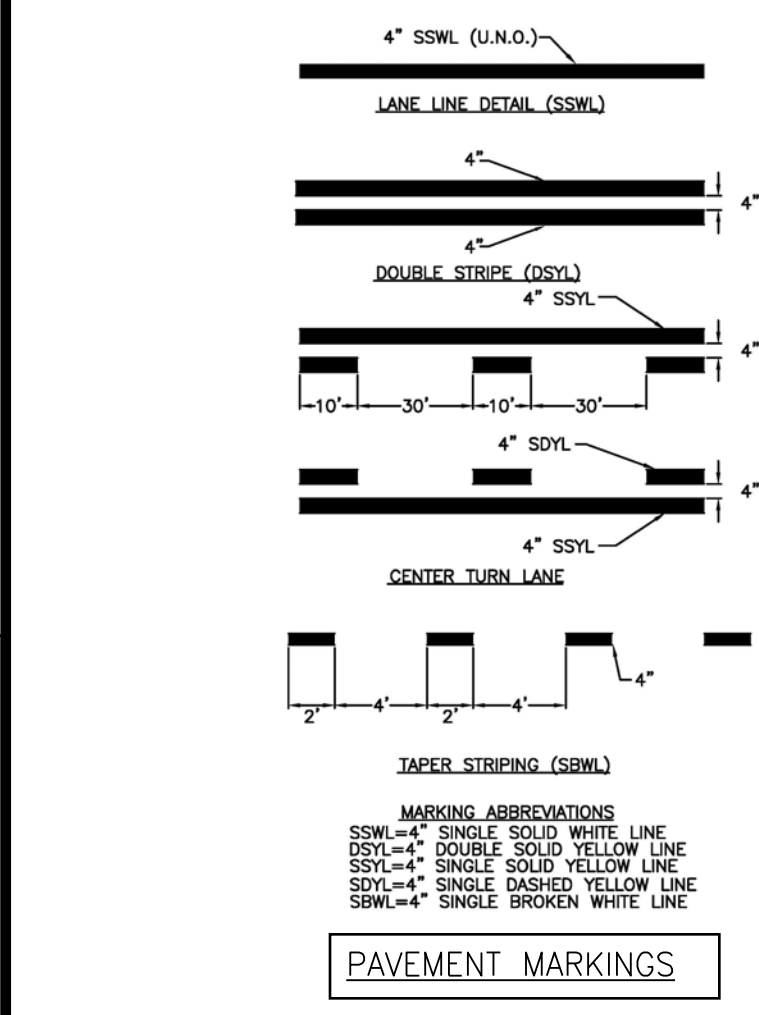 4" SSWL (U.N.O.)
LANE LINE DETAIL (SSWL)
4"
4"
4"
DOUBLE STRIPE (DSYL)
4" SSYL
4"
10' 30' 10' 30'
4" SDYL
4"
4" SSYL
CENTER TURN LANE
4"
2' 4' 2' 4'
TAPER STRIPING (SBWL)
MARKING ABBREVIATIONS
SSWL=4" SINGLE SOLID WHITE LINE
DSYL=4" DOUBLE SOLID YELLOW LINE
SSYL=4" SINGLE SOLID YELLOW LINE
SDYL=4" SINGLE DASHED YELLOW LINE
SBWL=4" SINGLE BROKEN WHITE LINE
PAVEMENT MARKINGS